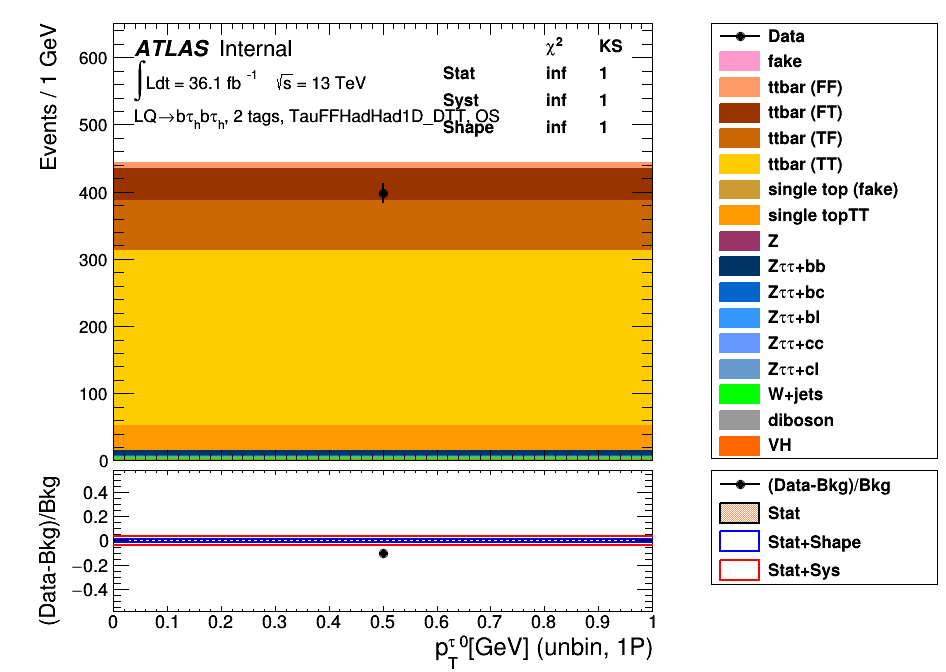 Events / 1 GeV
600
500
400
300
200
100
0
ATLAS Internal
∫Ldt = 36.1 fb⁻¹ √s = 13 TeV
LQ→bτₕbτₕ, 2 tags, TauFFHadHad1D_DTT, OS
χ² KS
Stat inf 1
Syst inf 1
Shape inf 1
Data
fake
ttbar (FF)
ttbar (FT)
ttbar (TF)
ttbar (TT)
single top (fake)
single topTT
Z
Zττ+bb
Zττ+bc
Zττ+bl
Zττ+cc
Zττ+cl
W+jets
diboson
VH
(Data-Bkg)/Bkg
0.4
0.2
0
−0.2
−0.4
0 0.1 0.2 0.3 0.4 0.5 0.6 0.7 0.8 0.9 1
p_T^τ 0[GeV] (unbin, 1P)
(Data-Bkg)/Bkg
Stat
Stat+Shape
Stat+Sys